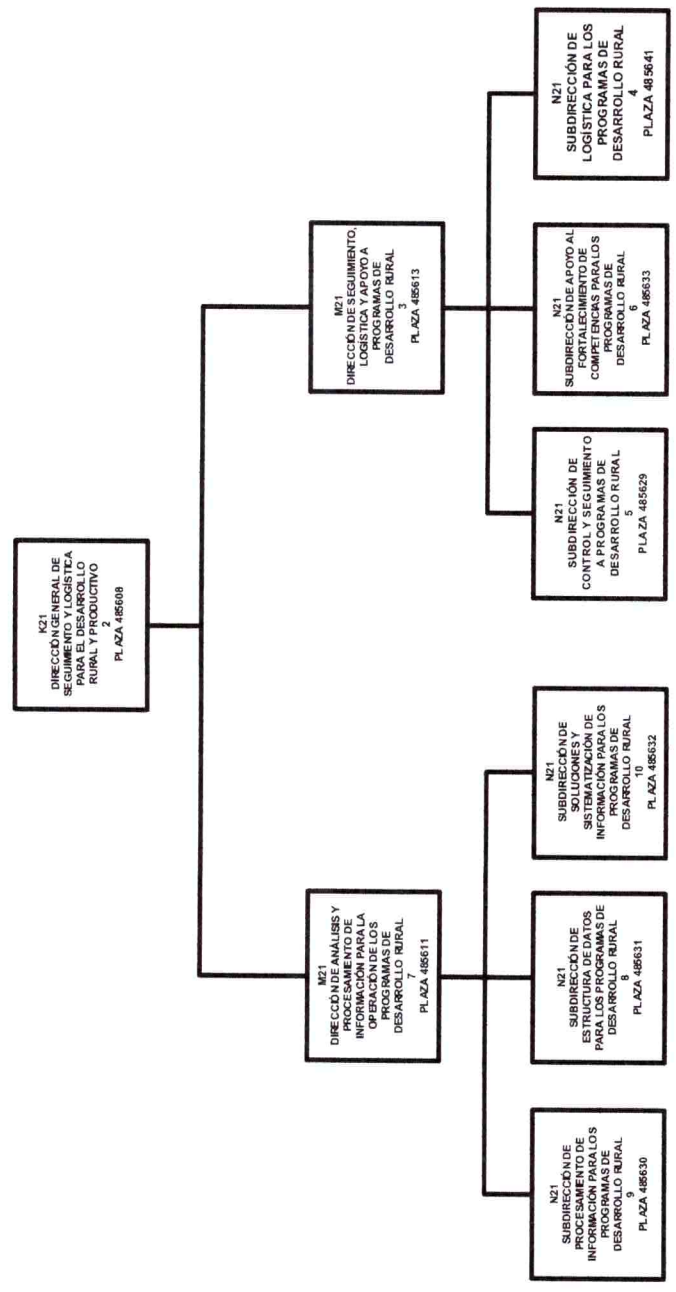 K21
DIRECCIÓN GENERAL DE
SEGUIMIENTO Y LOGÍSTICA
PARA EL DESARROLLO
RURAL Y PRODUCTIVO
2
PLAZA 485608
M21
DIRECCIÓN DE ANÁLISIS Y
PROCESAMIENTO DE
INFORMACIÓN PARA LA
OPERACIÓN DE LOS
PROGRAMAS DE
DESARROLLO RURAL
7
PLAZA 485611
M21
DIRECCIÓN DE SEGUIMIENTO,
LOGÍSTICA Y APOYO A
PROGRAMAS DE
DESARROLLO RURAL
3
PLAZA 485613
N21
SUBDIRECCIÓN DE
PROCESAMIENTO DE
INFORMACIÓN PARA LOS
PROGRAMAS DE
DESARROLLO RURAL
9
PLAZA 485630
N21
SUBDIRECCIÓN DE
ESTRUCTURA DE DATOS
PARA LOS PROGRAMAS DE
DESARROLLO RURAL
8
PLAZA 485631
N21
SUBDIRECCIÓN DE
SOLUCIONES Y
SISTEMATIZACIÓN DE
INFORMACIÓN PARA LOS
PROGRAMAS DE
DESARROLLO RURAL
10
PLAZA 485632
N21
SUBDIRECCIÓN DE
CONTROL Y SEGUIMIENTO
A PROGRAMAS DE
DESARROLLO RURAL
5
PLAZA 485629
N21
SUBDIRECCIÓN DE APOYO AL
FORTALECIMIENTO DE
COMPETENCIAS PARA LOS
PROGRAMAS DE
DESARROLLO RURAL
6
PLAZA 485633
N21
SUBDIRECCIÓN DE
LOGÍSTICA PARA LOS
PROGRAMAS DE
DESARROLLO RURAL
4
PLAZA 485641